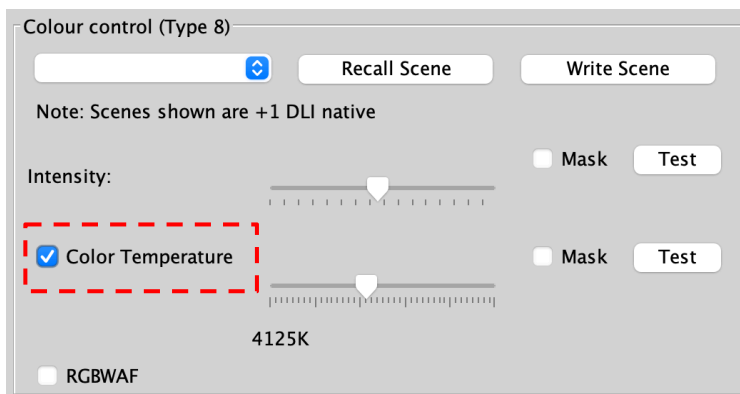 Colour control (Type 8)
Recall Scene
Write Scene
Note: Scenes shown are +1 DLI native
Intensity:
Mask
Test
Color Temperature
Mask
Test
4125K
RGBWAF